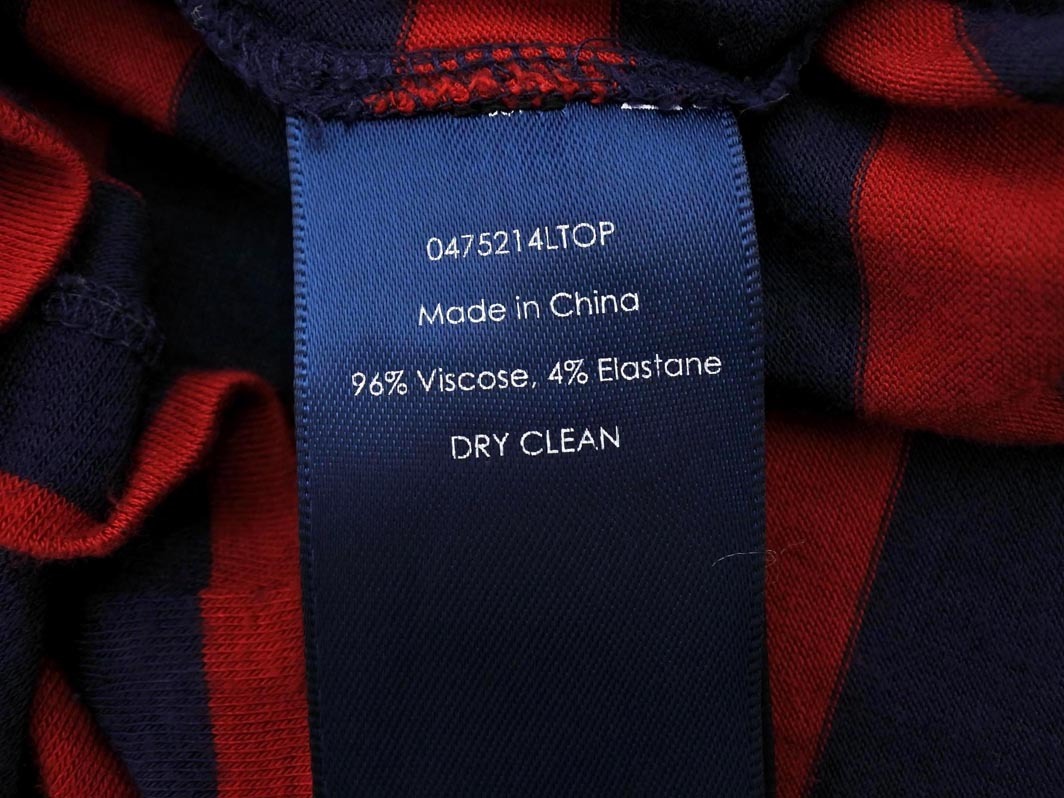 0475214LTOP
Made in China
96% Viscose, 4% Elastane
DRY CLEAN